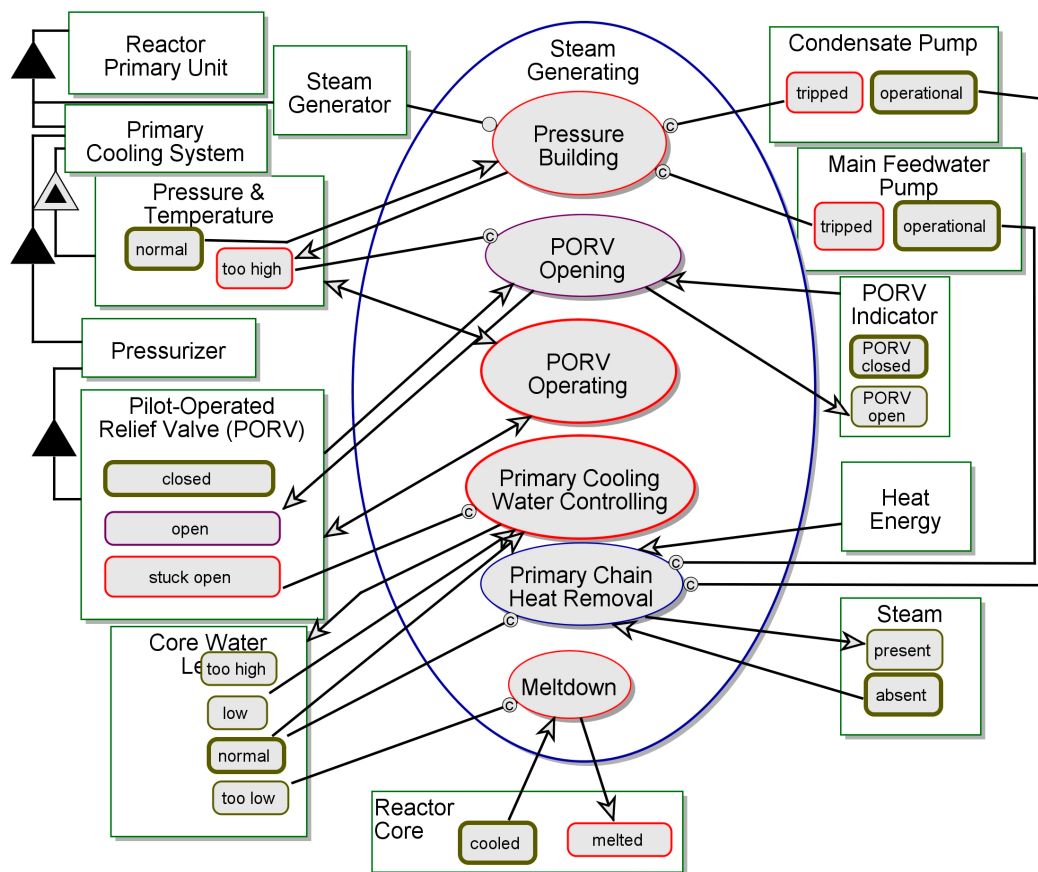 Reactor
Primary Unit
Steam
Generator
Primary
Cooling System
Pressure &
Temperature
normal
too high
Pressurizer
Pilot-Operated
Relief Valve (PORV)
closed
open
stuck open
Core Water
Le
too high
low
normal
too low
Steam
Generating
Pressure
Building
PORV
Opening
PORV
Operating
Primary Cooling
Water Controlling
Primary Chain
Heat Removal
Meltdown
Reactor
Core
cooled
melted
Condensate Pump
tripped
operational
Main Feedwater
Pump
tripped
operational
PORV
Indicator
PORV
closed
PORV
open
Heat
Energy
Steam
present
absent
c
c
c
c
c
c
c
c